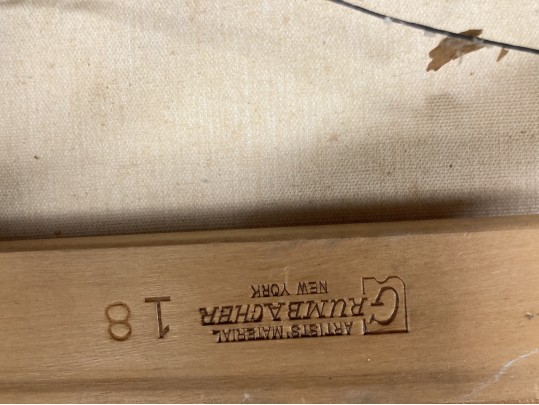 ARTISTS' MATERIAL
GRUMBACHER
NEW YORK
18